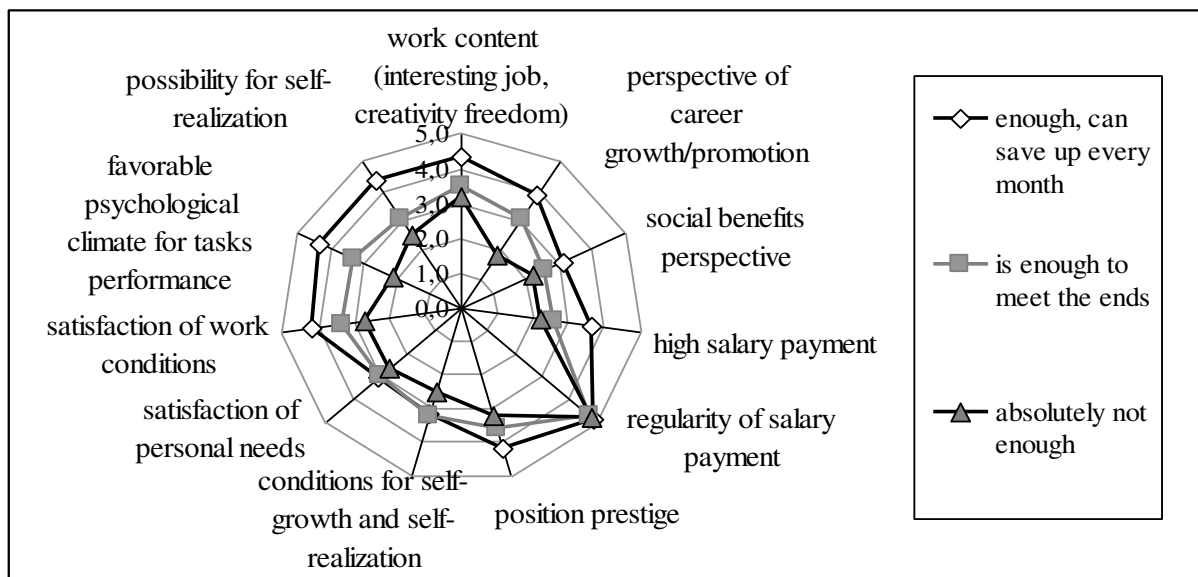 work content
(interesting job,
creativity freedom)
perspective of
career
growth/promotion
social benefits
perspective
high salary payment
regularity of salary
payment
position prestige
conditions for self-
growth and self-
realization
satisfaction of
personal needs
satisfaction of work
conditions
favorable
psychological
climate for tasks
performance
possibility for self-
realization
5,0
4,0
3,0
2,0
1,0
0,0
enough, can
save up every
month
is enough to
meet the ends
absolutely not
enough